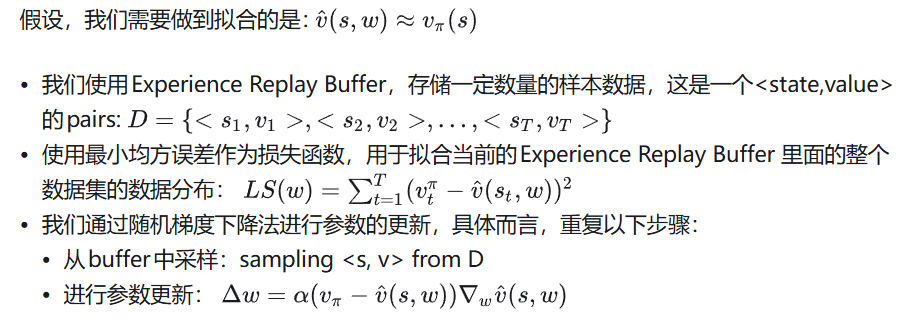 假设，我们需要做到拟合的是: $\hat{v}(s, w) \approx v_{\pi}(s)$
• 我们使用Experience Replay Buffer，存储一定数量的样本数据，这是一个<state,value>
的pairs: $D = \{< s_1, v_1 >, < s_2, v_2 >, \ldots, < s_T, v_T >\}$
• 使用最小均方误差作为损失函数，用于拟合当前的Experience Replay Buffer 里面的整个
数据集的数据分布： $LS(w) = \sum_{t=1}^{T}(v_t^{\pi} - \hat{v}(s_t, w))^2$
• 我们通过随机梯度下降法进行参数的更新，具体而言，重复以下步骤：
• 从buffer中采样：sampling <s, v> from D
• 进行参数更新： $\Delta w = \alpha(v_{\pi} - \hat{v}(s, w))\nabla_w \hat{v}(s, w)$